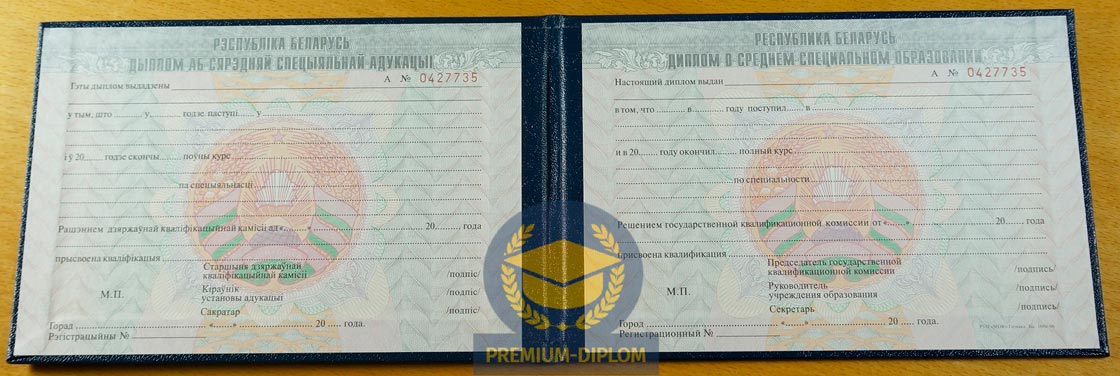 РЭСПУБЛІКА БЕЛАРУСЬ
ДЫПЛОМ АБ СЯРЭДНЯЙ СПЕЦЫЯЛЬНАЙ АДУКАЦЫІ
А № 0427735
Гэты дыплом выдадзены
у тым, што ......... у ......... годзе паступі..... у
і ў 20...... годзе скончы........ поўны курс
па спецыяльнасці
Рашэннем дзяржаўнай кваліфікацыйнай камісіі ад «........» 20...... года
прысвоена кваліфікацыя
Старшыня дзяржаўнай
кваліфікацыйнай камісіі /подпіс/
М.П. Кіраўнік
установы адукацыі /подпіс/
Сакратар /подпіс/
Горад «......» 20 .... года.
Рэгістрацыйны №
РЕСПУБЛИКА БЕЛАРУСЬ
ДИПЛОМ О СРЕДНЕМ СПЕЦИАЛЬНОМ ОБРАЗОВАНИИ
А № 0427735
Настоящий диплом выдан
в том, что ......... в ......... году поступил....... в
и в 20...... году окончил........ полный курс
по специальности
Решением государственной квалификационной комиссии от «........» 20...... года
присвоена квалификация
Председатель государственной
квалификационной комиссии /подпись/
М.П. Руководитель
учреждения образования /подпись/
Секретарь /подпись/
Город «......» 20 .... года.
Регистрационный №
PREMIUM-DIPLOM